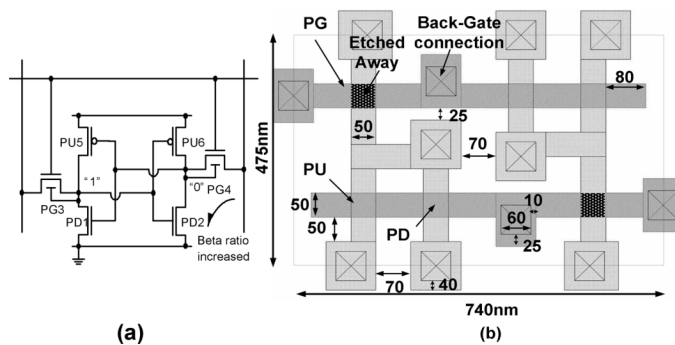 PU5
PU6
"1"
"0"
PG4
PG3
PD1
PD2
Beta ratio
increased
(a)
PG
Back-Gate
connection
Etched
Away
80
25
50
70
475nm
PU
50
10
60
50
PD
25
70
40
740nm
(b)